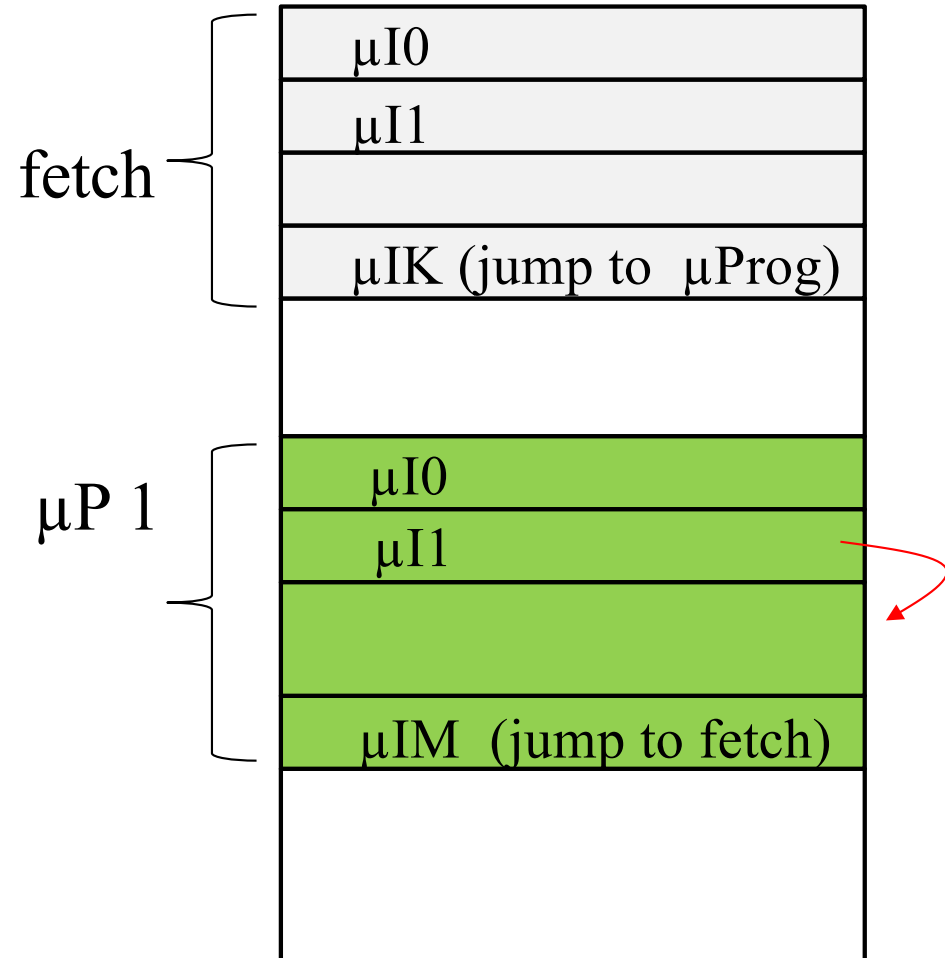 µI0
µI1
fetch
µIK (jump to µProg)
µI0
µP 1
µI1
µIM (jump to fetch)